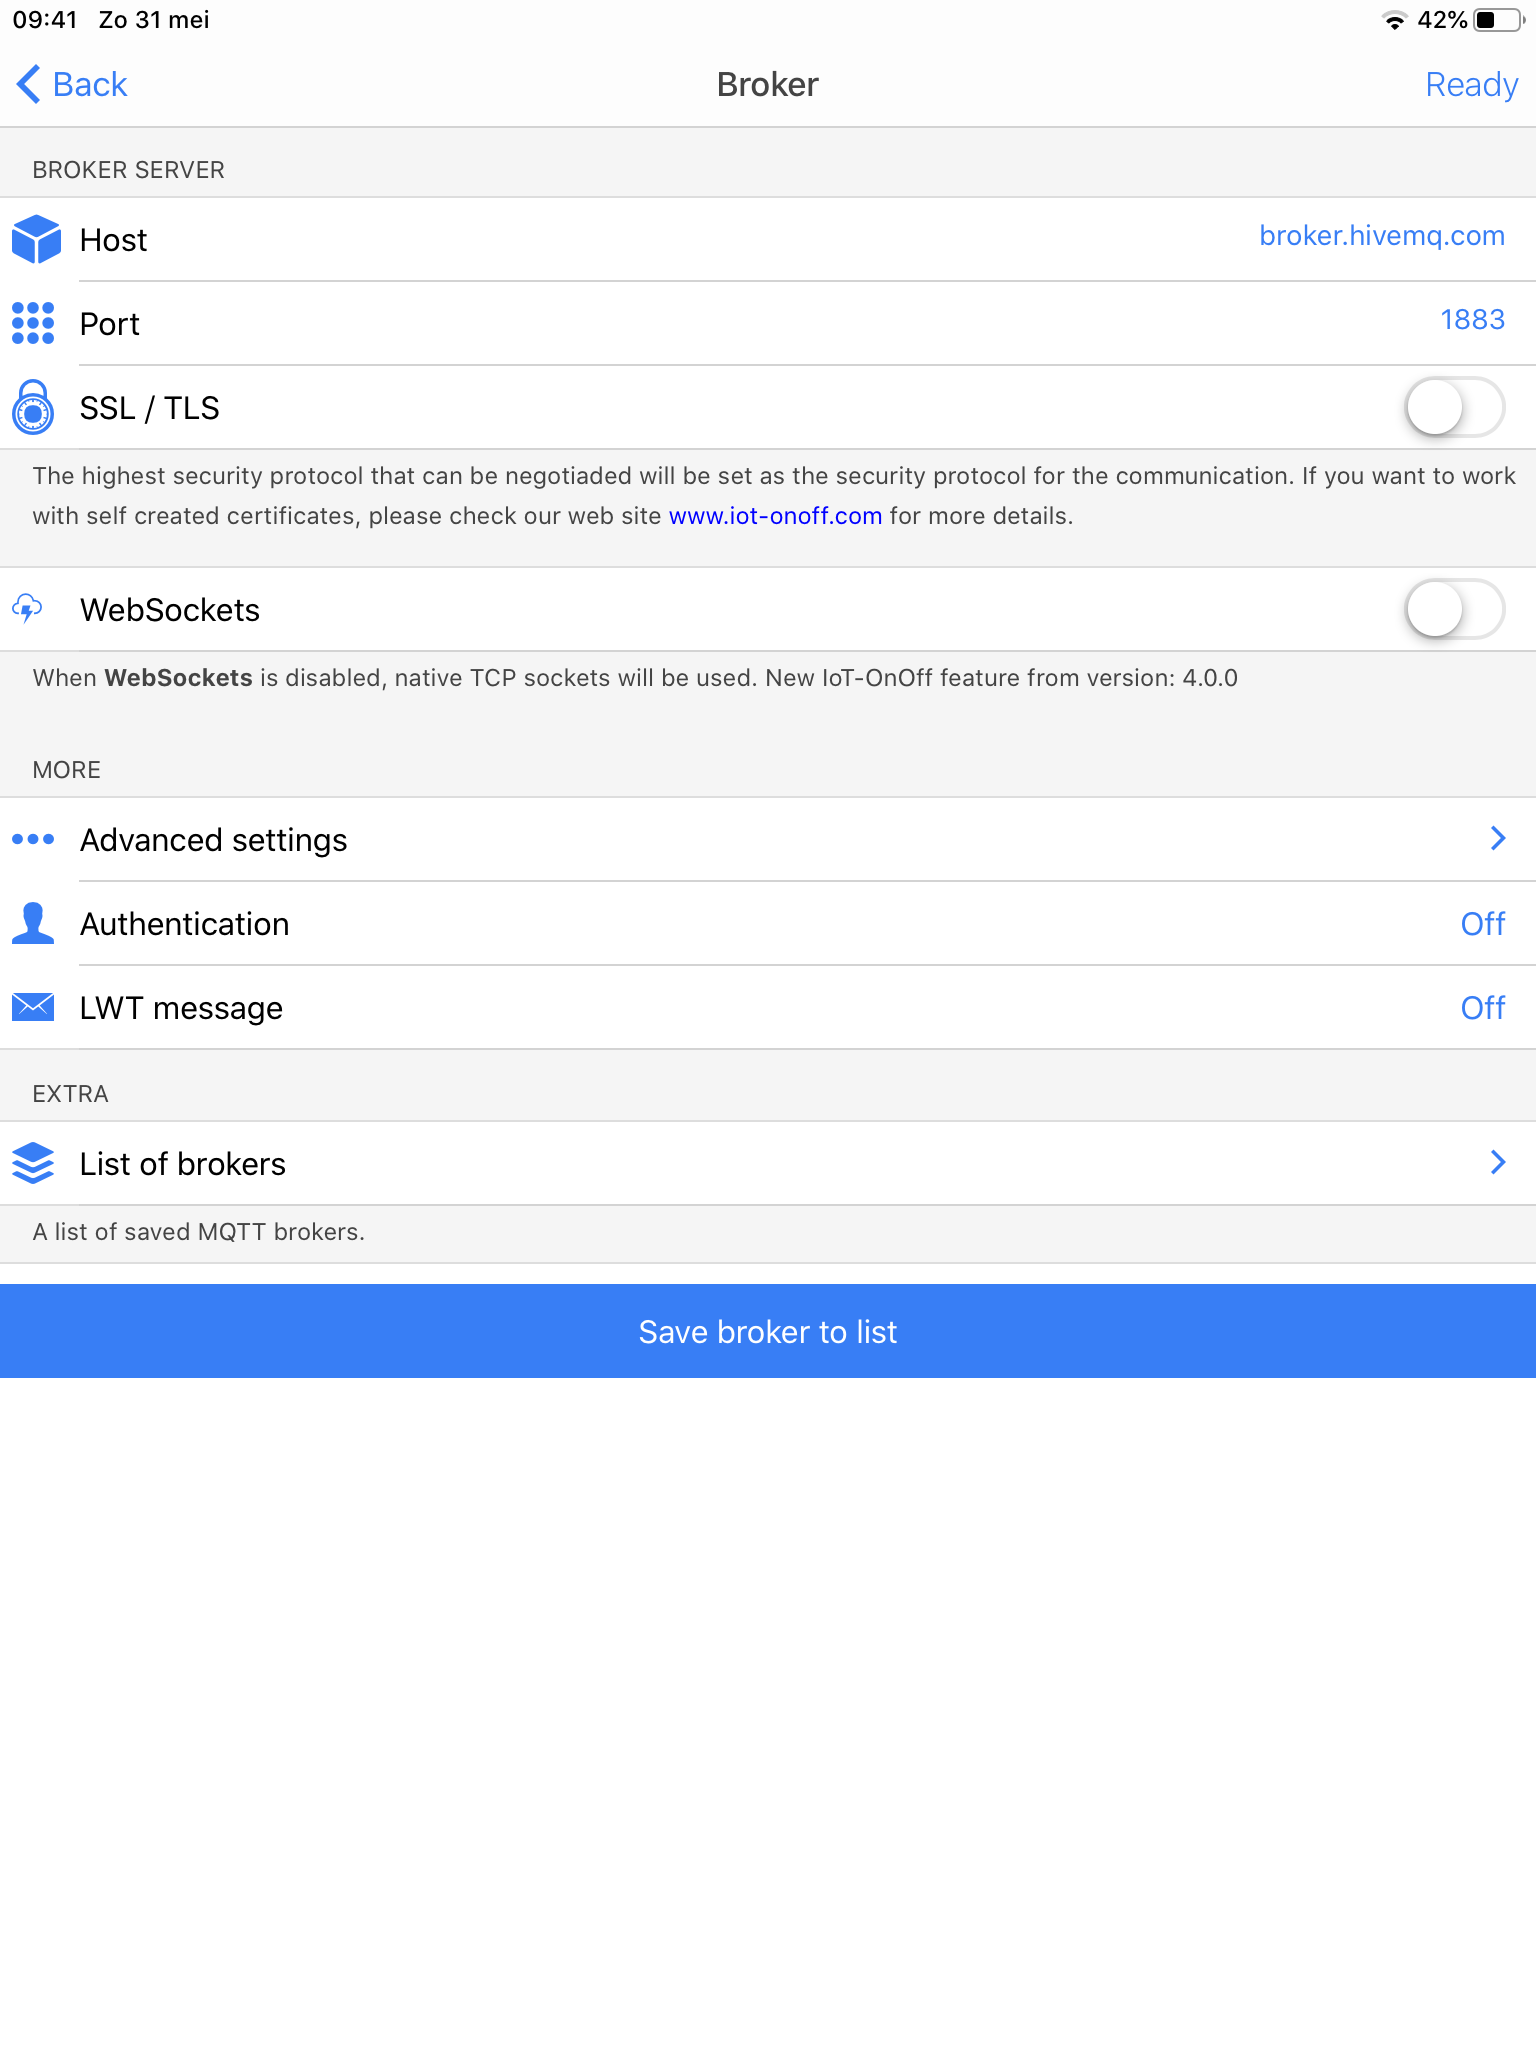 09:41 Zo 31 mei 42%
Back Broker Ready
BROKER SERVER
Host broker.hivemq.com
Port 1883
SSL / TLS
The highest security protocol that can be negotiaded will be set as the security protocol for the communication. If you want to work
with self created certificates, please check our web site www.iot-onoff.com for more details.
WebSockets
When WebSockets is disabled, native TCP sockets will be used. New IoT-OnOff feature from version: 4.0.0
MORE
Advanced settings
Authentication Off
LWT message Off
EXTRA
List of brokers
A list of saved MQTT brokers.
Save broker to list